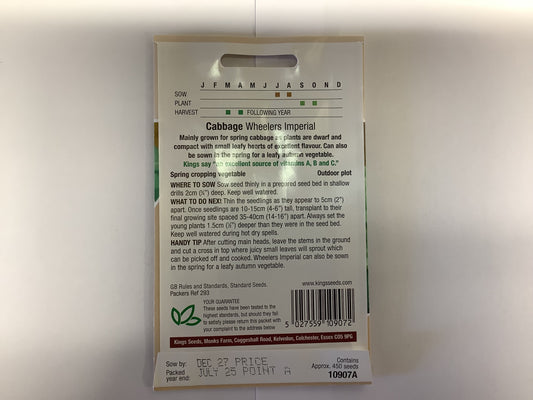 J F M A M J J A S O N D
SOW
PLANT
HARVEST FOLLOWING YEAR
Cabbage Wheelers Imperial
Mainly grown for spring cabbage as plants are dwarf and
compact with small leafy hearts of excellent flavour. Can also
be sown in the spring for a leafy autumn vegetable.
Kings say "an excellent source of vitamins A, B and C."
Spring cropping vegetable Outdoor plot
WHERE TO SOW Sow seed thinly in a prepared seed bed in shallow
drills 2cm (¾") deep. Keep well watered.
WHAT TO DO NEXT Thin the seedlings as they appear to 5cm (2")
apart. Once seedlings are 10-15cm (4-6") tall, transplant to their
final growing site spaced 35-40cm (14-16") apart. Always set the
young plants 1.5cm (½") deeper than they were in the seed bed.
Keep well watered during hot dry spells.
HANDY TIP After cutting main heads, leave the stems in the ground
and cut a cross in top where juicy small leaves will sprout which
can be picked off and cooked. Wheelers Imperial can also be sown
in the spring for a leafy autumn vegetable.
GB Rules and Standards, Standard Seeds.
Packers Ref 293
www.kingsseeds.com
YOUR GUARANTEE
These seeds have been tested to the
highest standards, but should they fail
to satisfy please return this packet with
your complaint to the address below
5 027559 109072
Kings Seeds, Monks Farm, Coggeshall Road, Kelvedon, Colchester, Essex CO5 9PG
Sow by: DEC 27 PRICE
Packed
year end: JULY 25 POINT A
Contains
Approx. 450 seeds
10907A